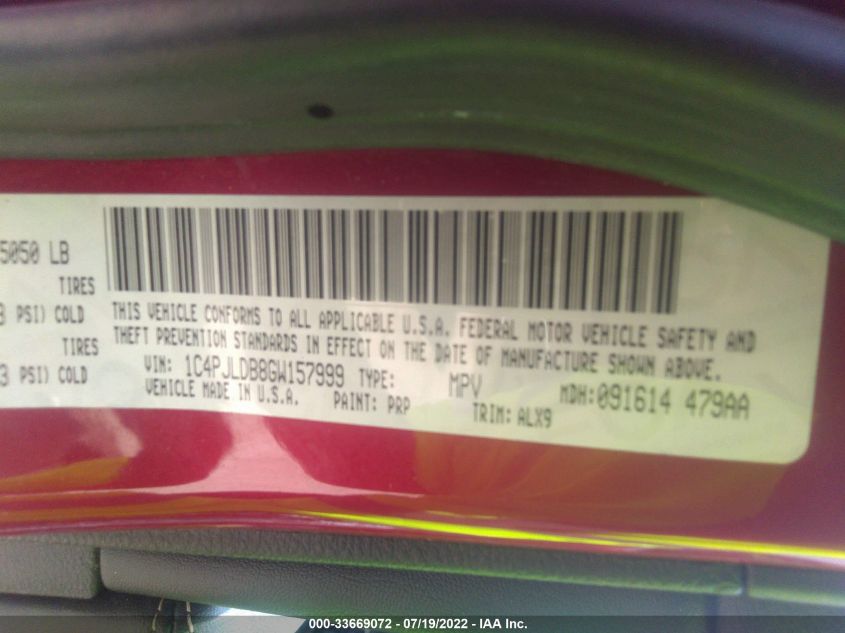 5050 LB
TIRES
3 PSI) COLD
TIRES
3 PSI) COLD
THIS VEHICLE CONFORMS TO ALL APPLICABLE U.S.A. FEDERAL MOTOR VEHICLE SAFETY AND
THEFT PREVENTION STANDARDS IN EFFECT ON THE DATE OF MANUFACTURE SHOWN ABOVE.
VIN: 1C4PJLDB8GW157999 TYPE: MPV MDH:091614 479AA
VEHICLE MADE IN U.S.A. PAINT: PRP TRIM: ALX9
000-33669072 - 07/19/2022 - IAA Inc.